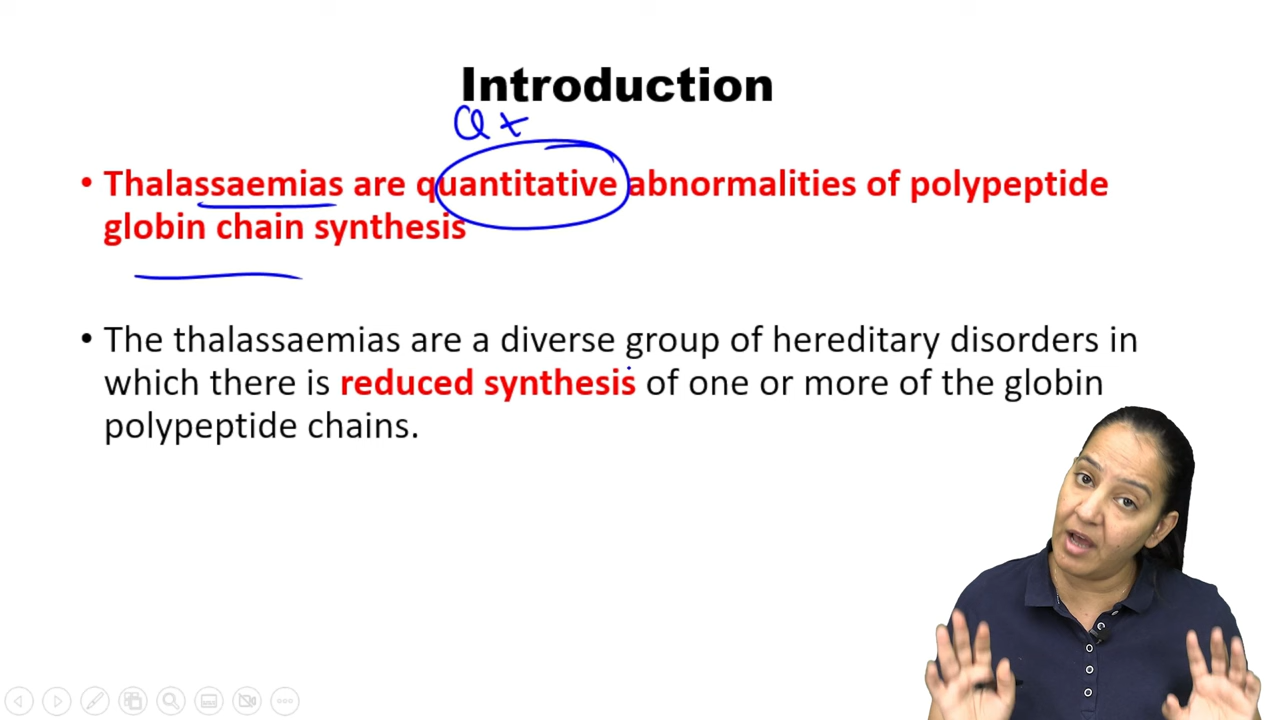 Introduction
Qt
• Thalassaemias are quantitative abnormalities of polypeptide
globin chain synthesis
• The thalassaemias are a diverse group of hereditary disorders in
which there is reduced synthesis of one or more of the globin
polypeptide chains.